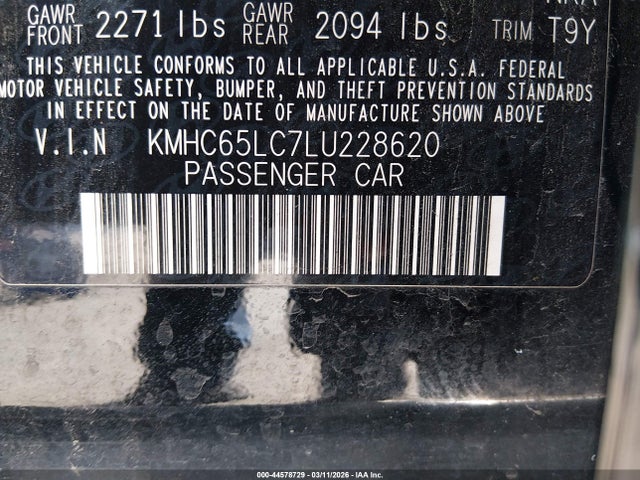 GAWR FRONT 2271 lbs GAWR REAR 2094 lbs TRIM T9Y
THIS VEHICLE CONFORMS TO ALL APPLICABLE U.S.A. FEDERAL
MOTOR VEHICLE SAFETY, BUMPER, AND THEFT PREVENTION STANDARDS
IN EFFECT ON THE DATE OF MANUFACTURE SHOWN ABOVE.
V.I.N KMHC65LC7LU228620
PASSENGER CAR
000-44578729 - 03/11/2026 - IAA Inc.